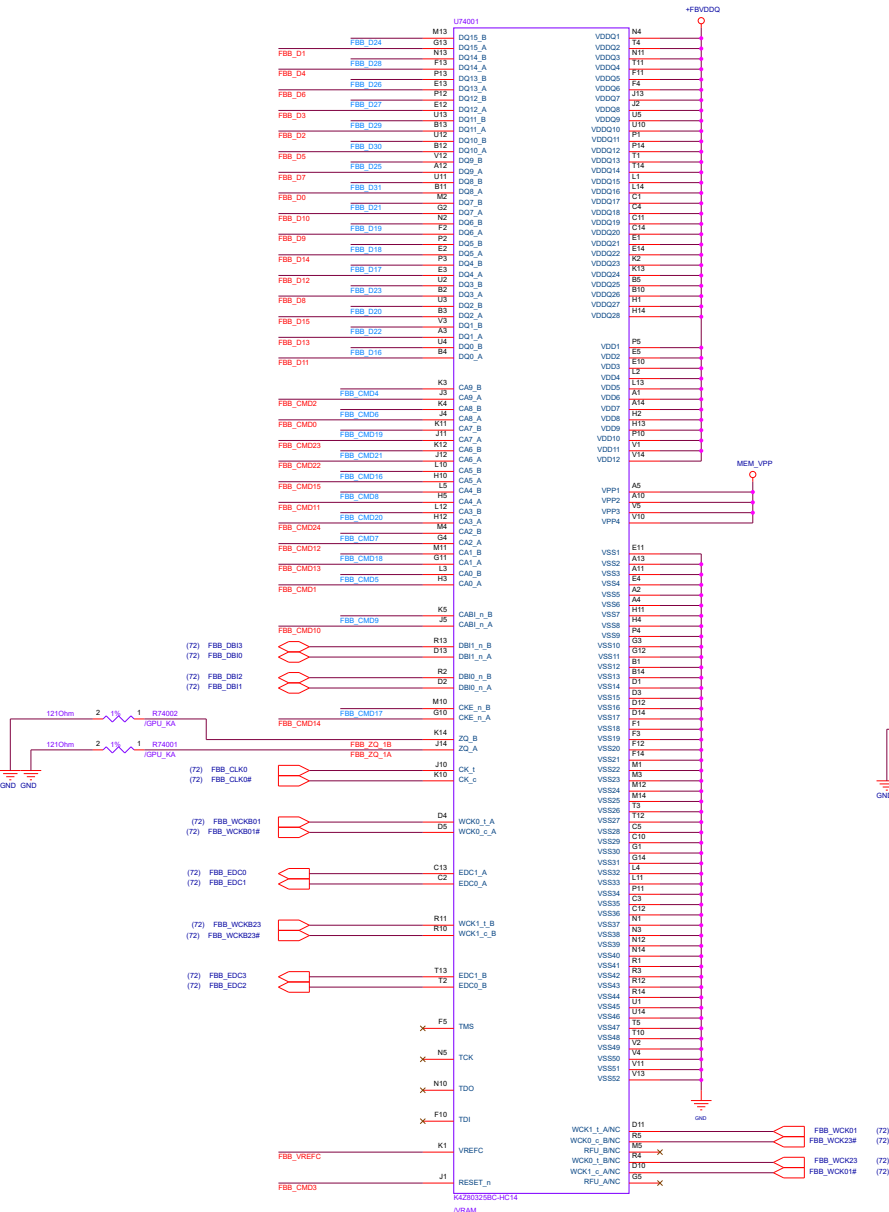 +FBVDDQ
U74001
FBB_D24 M13 DQ15_B
FBB_D1 G13 DQ15_A
FBB_D28 N13 DQ14_B
FBB_D4 F13 DQ14_A
FBB_D26 P13 DQ13_B
FBB_D6 E13 DQ13_A
FBB_D27 P12 DQ12_B
FBB_D3 E12 DQ12_A
FBB_D29 U13 DQ11_B
FBB_D2 B13 DQ11_A
FBB_D30 U12 DQ10_B
FBB_D5 B12 DQ10_A
FBB_D25 V12 DQ9_B
FBB_D7 A12 DQ9_A
FBB_D31 U11 DQ8_B
FBB_D0 B11 DQ8_A
FBB_D21 M2 DQ7_B
FBB_D10 G2 DQ7_A
FBB_D19 N2 DQ6_B
FBB_D9 F2 DQ6_A
FBB_D18 P2 DQ5_B
FBB_D14 E2 DQ5_A
FBB_D17 P3 DQ4_B
FBB_D12 E3 DQ4_A
FBB_D23 U2 DQ3_B
FBB_D8 B2 DQ3_A
FBB_D20 U3 DQ2_B
FBB_D15 B3 DQ2_A
FBB_D22 V3 DQ1_B
FBB_D13 A3 DQ1_A
FBB_D16 U4 DQ0_B
FBB_D11 B4 DQ0_A
FBB_CMD4 K3 CA9_B
FBB_CMD2 J3 CA9_A
FBB_CMD6 K4 CA8_B
FBB_CMD0 J4 CA8_A
FBB_CMD19 K11 CA7_B
FBB_CMD23 J11 CA7_A
FBB_CMD21 K12 CA6_B
FBB_CMD22 J12 CA6_A
FBB_CMD16 L10 CA5_B
FBB_CMD15 H10 CA5_A
FBB_CMD8 L5 CA4_B
FBB_CMD11 H5 CA4_A
FBB_CMD20 L12 CA3_B
FBB_CMD24 H12 CA3_A
FBB_CMD7 M4 CA2_B
FBB_CMD12 G4 CA2_A
FBB_CMD18 M11 CA1_B
FBB_CMD13 G11 CA1_A
FBB_CMD5 L3 CA0_B
FBB_CMD1 H3 CA0_A
FBB_CMD9 K5 CABI_n_B
FBB_CMD10 J5 CABI_n_A
(72) FBB_DBI3 R13 DBI1_n_B
(72) FBB_DBI0 D13 DBI1_n_A
(72) FBB_DBI2 R2 DBI0_n_B
(72) FBB_DBI1 D2 DBI0_n_A
FBB_CMD17 M10 CKE_n_B
FBB_CMD14 G10 CKE_n_A
121Ohm 2 1% 1 R74002
/GPU_KA
FBB_ZQ_1B K14 ZQ_B
121Ohm 2 1% 1 R74001
/GPU_KA
FBB_ZQ_1A J14 ZQ_A
GND GND
(72) FBB_CLK0 J10 CK_t
(72) FBB_CLK0# K10 CK_c
(72) FBB_WCKB01 D4 WCK0_t_A
(72) FBB_WCKB01# D5 WCK0_c_A
(72) FBB_EDC0 C13 EDC1_A
(72) FBB_EDC1 C2 EDC0_A
(72) FBB_WCKB23 R11 WCK1_t_B
(72) FBB_WCKB23# R10 WCK1_c_B
(72) FBB_EDC3 T13 EDC1_B
(72) FBB_EDC2 T2 EDC0_B
F5 TMS
N5 TCK
N10 TDO
F10 TDI
FBB_VREFC K1 VREFC
FBB_CMD3 J1 RESET_n
VDDQ1 N4
VDDQ2 T4
VDDQ3 N11
VDDQ4 T11
VDDQ5 F11
VDDQ6 F4
VDDQ7 J13
VDDQ8 J2
VDDQ9 U5
VDDQ10 U10
VDDQ11 P1
VDDQ12 P14
VDDQ13 T1
VDDQ14 T14
VDDQ15 L1
VDDQ16 L14
VDDQ17 C1
VDDQ18 C4
VDDQ19 C11
VDDQ20 C14
VDDQ21 E1
VDDQ22 E14
VDDQ23 K2
VDDQ24 K13
VDDQ25 B5
VDDQ26 B10
VDDQ27 H1
VDDQ28 H14
VDD1 P5
VDD2 E5
VDD3 E10
VDD4 L2
VDD5 L13
VDD6 A1
VDD7 A14
VDD8 H2
VDD9 H13
VDD10 P10
VDD11 V1
VDD12 V14
MEM_VPP
VPP1 A5
VPP2 A10
VPP3 V5
VPP4 V10
VSS1 E11
VSS2 A13
VSS3 A11
VSS4 E4
VSS5 A2
VSS6 A4
VSS7 H11
VSS8 H4
VSS9 P4
VSS10 G3
VSS11 G12
VSS12 B1
VSS13 B14
VSS14 D1
VSS15 D3
VSS16 D12
VSS17 D14
VSS18 F1
VSS19 F3
VSS20 F12
VSS21 F14
VSS22 M1
VSS23 M3
VSS24 M12
VSS25 M14
VSS26 T3
VSS27 T12
VSS28 C5
VSS29 C10
VSS30 G1
VSS31 G14
VSS32 L4
VSS33 L11
VSS34 P11
VSS35 C3
VSS36 C12
VSS37 N1
VSS38 N3
VSS39 N12
VSS40 N14
VSS41 R1
VSS42 R3
VSS43 R12
VSS44 R14
VSS45 U1
VSS46 U14
VSS47 T5
VSS48 T10
VSS49 V2
VSS50 V4
VSS51 V11
VSS52 V13
GND
WCK1_t_A/NC D11 FBB_WCK01 (72)
WCK0_c_B/NC R5 FBB_WCK23# (72)
RFU_B/NC M5
WCK0_t_B/NC R4 FBB_WCK23 (72)
WCK1_c_A/NC D10 FBB_WCK01# (72)
RFU_A/NC G5
K4Z80325BC-HC14
/VRAM